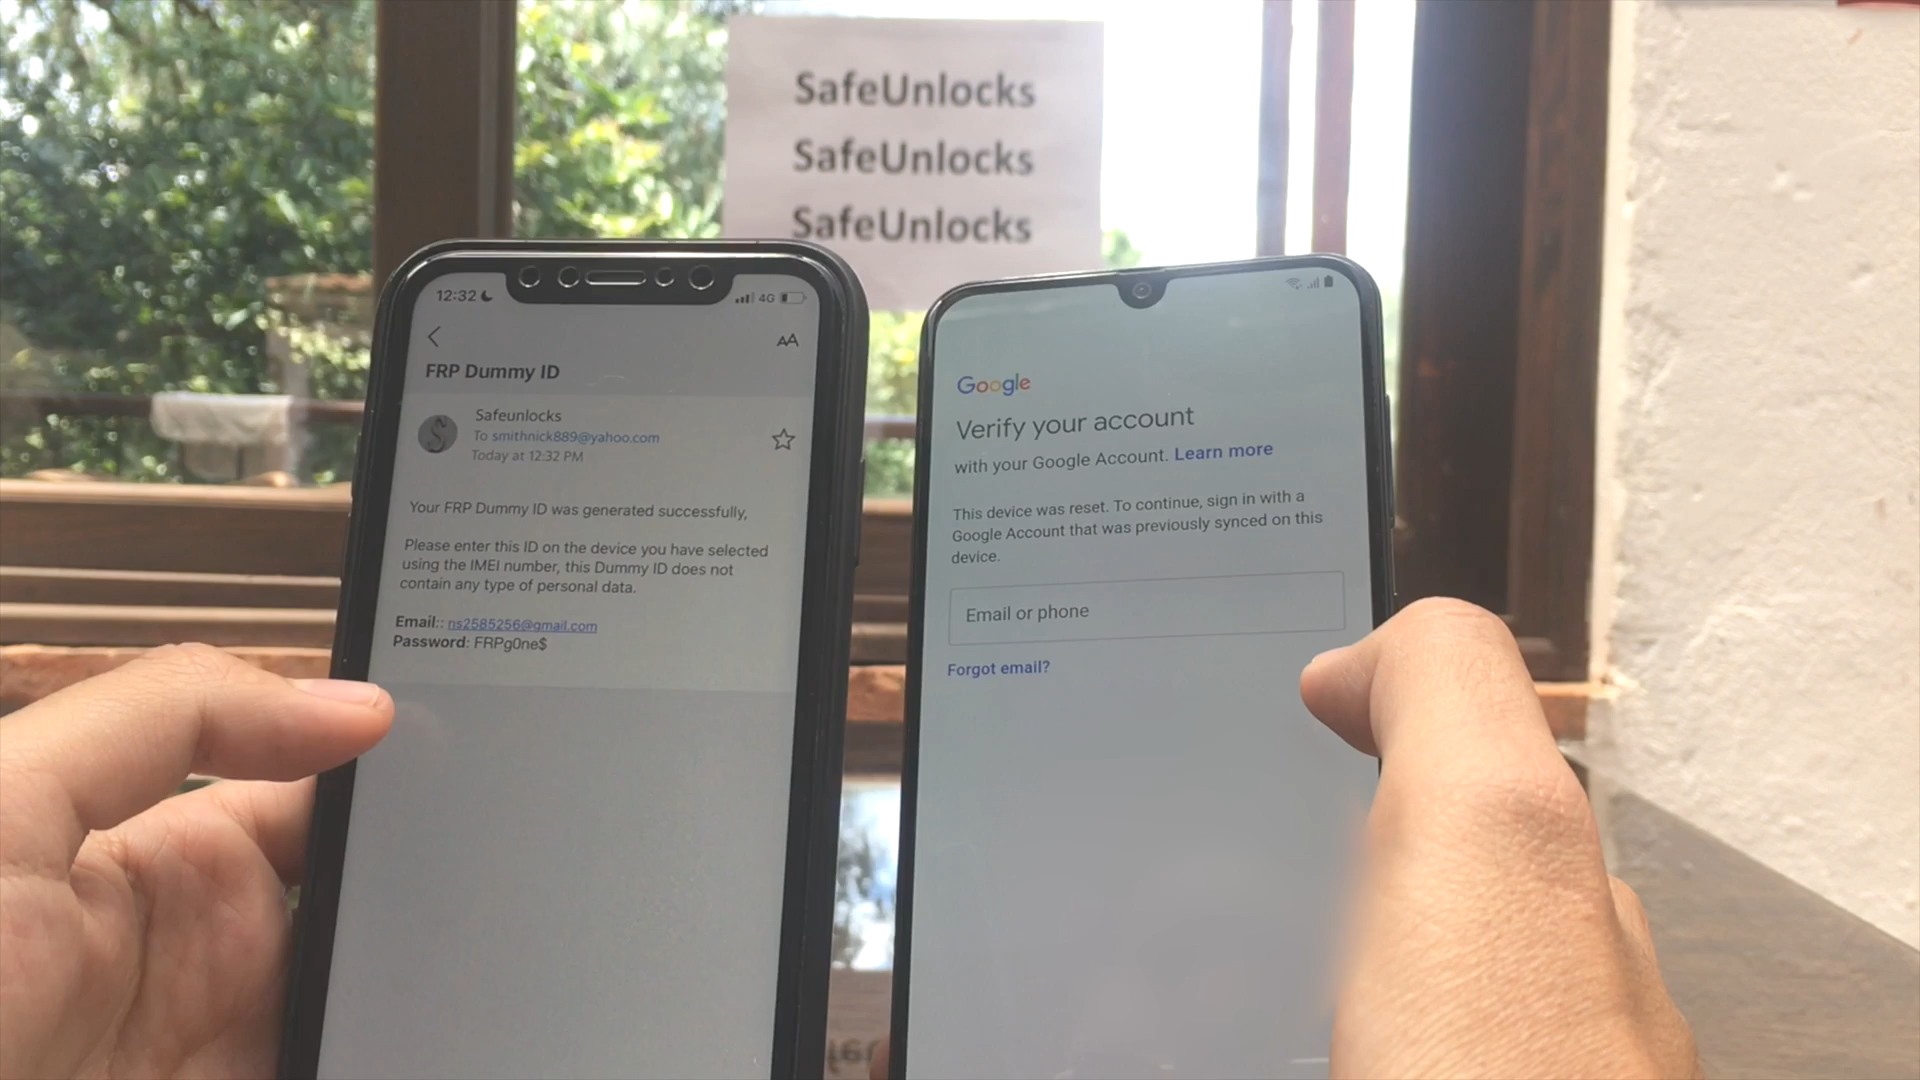 SafeUnlocks
SafeUnlocks
SafeUnlocks
12:32
4G
AA
FRP Dummy ID
Safeunlocks
To smithnick889@yahoo.com
Today at 12:32 PM
Your FRP Dummy ID was generated successfully,
Please enter this ID on the device you have selected
using the IMEI number, this Dummy ID does not
contain any type of personal data.
Email:: ns2585256@gmail.com
Password: FRPg0ne$
Google
Verify your account
with your Google Account. Learn more
This device was reset. To continue, sign in with a
Google Account that was previously synced on this
device.
Email or phone
Forgot email?